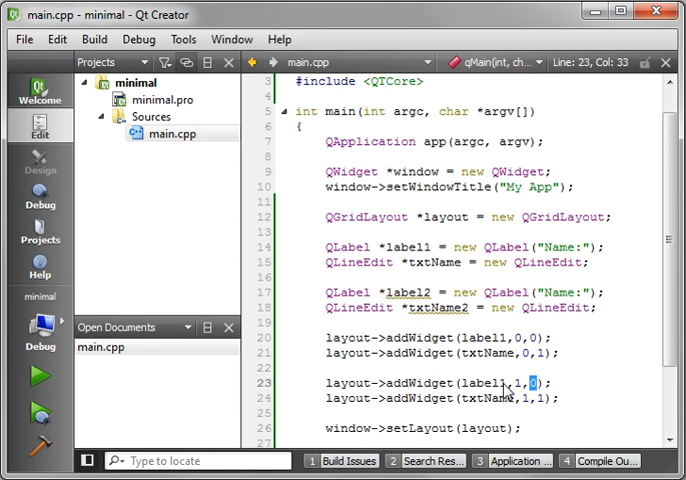 main.cpp - minimal - Qt Creator
File Edit Build Debug Tools Window Help
Projects main.cpp qMain(int, ch... Line: 23, Col: 33
Welcome
Edit
Design
Debug
Projects
Help
minimal
Debug
minimal
minimal.pro
Sources
main.cpp
Open Documents
main.cpp
3 #include <QTCore>
4
5 int main(int argc, char *argv[])
6 {
7 QApplication app(argc, argv);
8
9 QWidget *window = new QWidget;
10 window->setWindowTitle("My App");
11
12 QGridLayout *layout = new QGridLayout;
13
14 QLabel *label1 = new QLabel("Name:");
15 QLineEdit *txtName = new QLineEdit;
16
17 QLabel *label2 = new QLabel("Name:");
18 QLineEdit *txtName2 = new QLineEdit;
19
20 layout->addWidget(label1,0,0);
21 layout->addWidget(txtName,0,1);
22
23 layout->addWidget(label1,1,0);
24 layout->addWidget(txtName,1,1);
25
26 window->setLayout(layout);
27
Type to locate 1 Build Issues 2 Search Res... 3 Application ... 4 Compile Ou...